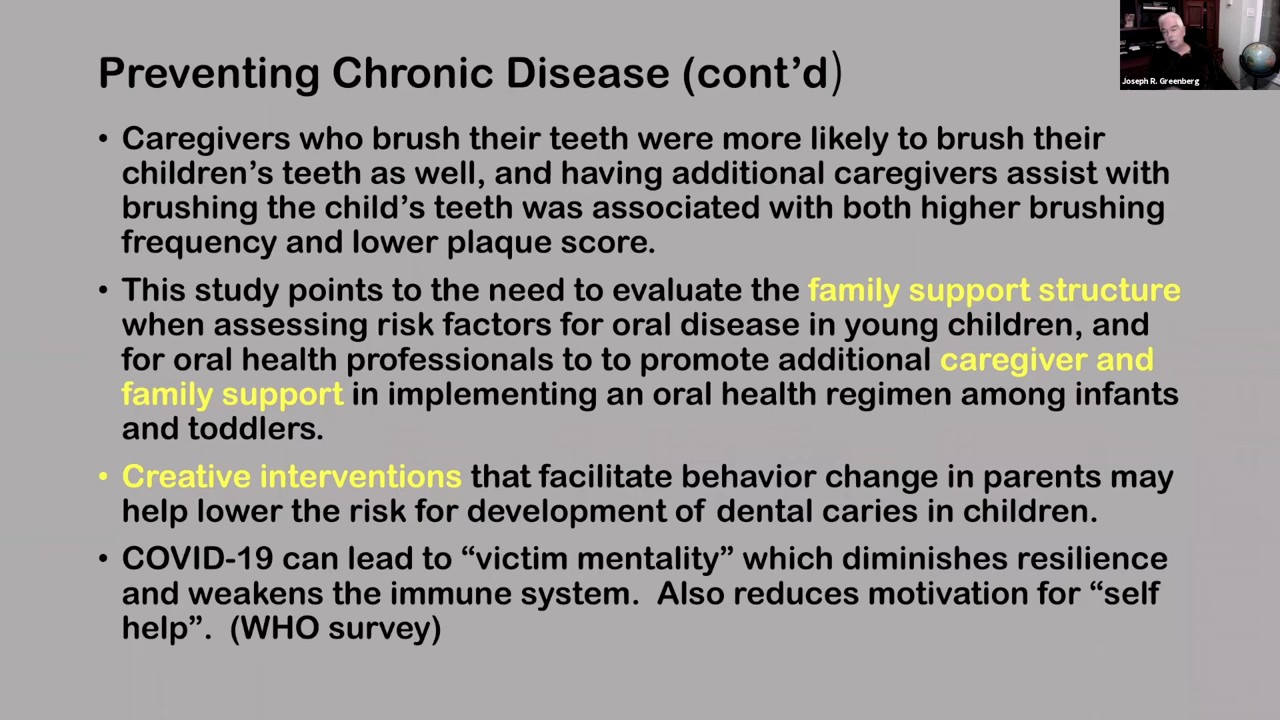 Preventing Chronic Disease (cont’d)
Joseph R. Greenberg
• Caregivers who brush their teeth were more likely to brush their
children’s teeth as well, and having additional caregivers assist with
brushing the child’s teeth was associated with both higher brushing
frequency and lower plaque score.
• This study points to the need to evaluate the family support structure
when assessing risk factors for oral disease in young children, and
for oral health professionals to to promote additional caregiver and
family support in implementing an oral health regimen among infants
and toddlers.
• Creative interventions that facilitate behavior change in parents may
help lower the risk for development of dental caries in children.
• COVID-19 can lead to “victim mentality” which diminishes resilience
and weakens the immune system.  Also reduces motivation for “self
help”.  (WHO survey)